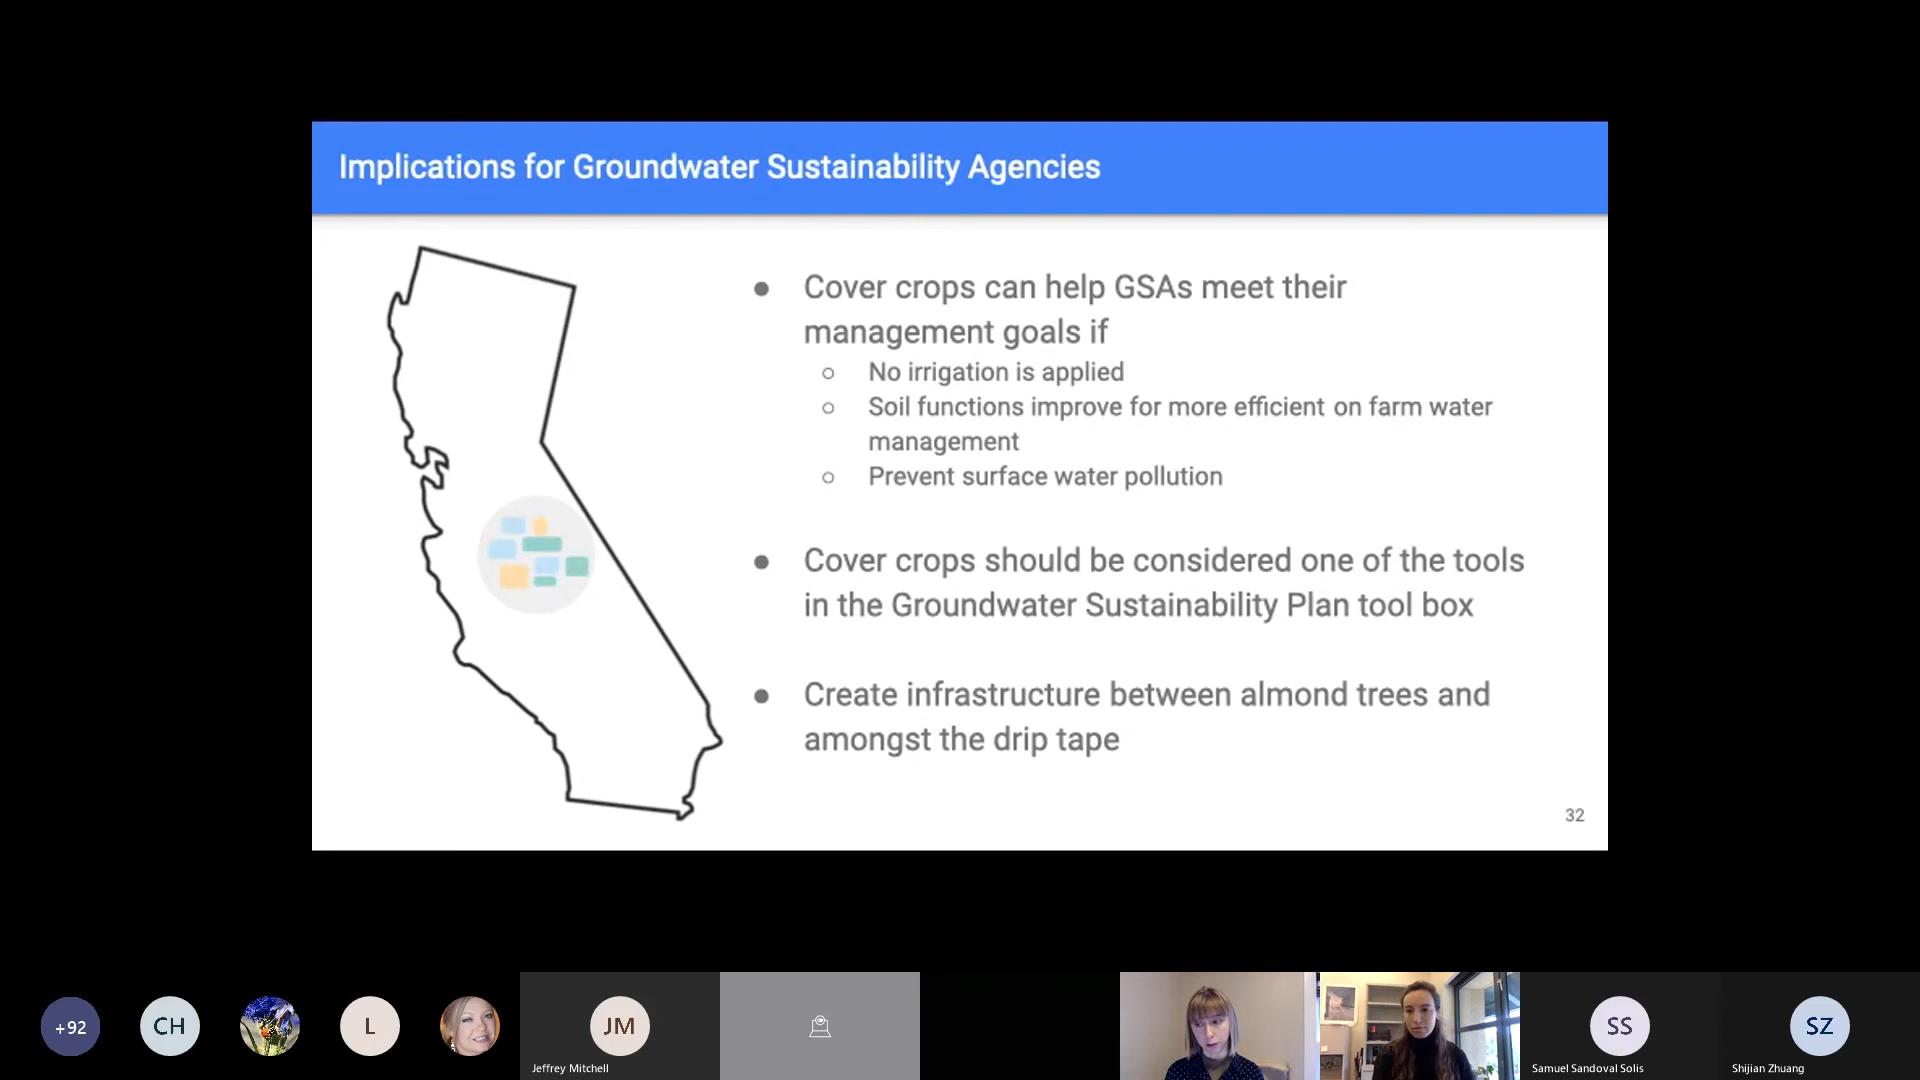 Implications for Groundwater Sustainability Agencies
● Cover crops can help GSAs meet their
management goals if
○ No irrigation is applied
○ Soil functions improve for more efficient on farm water
management
○ Prevent surface water pollution
● Cover crops should be considered one of the tools
in the Groundwater Sustainability Plan tool box
● Create infrastructure between almond trees and
amongst the drip tape
32
+92
CH
L
JM
Jeffrey Mitchell
SS
Samuel Sandoval Solis
SZ
Shijian Zhuang